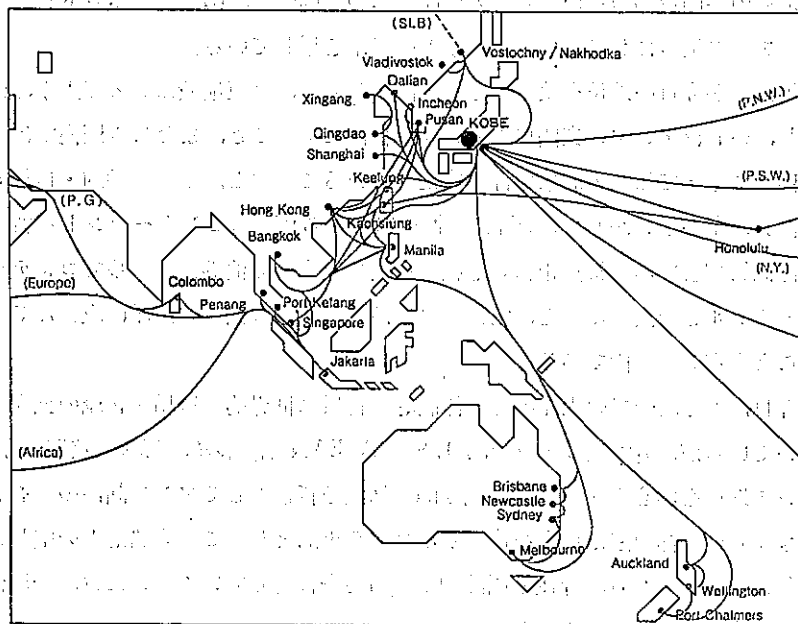 (SI.B)
Vostochny / Nakhodka
Vladivostok
Dalian
Xingang
Incheon
Pusan
KOBE
(P.N.W.)
Qingdao
Shanghai
Keelung
(P.S.W.)
(P.G)
Hong Kong
Kaohsiung
Bangkok
Manila
Honolulu
(N.Y.)
(Europe)
Colombo
Penang
Port Kelang
Singapore
Jakarta
(Africa)
Brisbane
Newcastle
Sydney
Melbourne
Auckland
Wellington
Port Chalmers